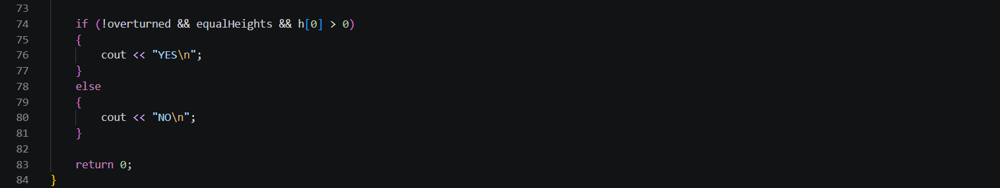 73
74 if (!overturned && equalHeights && h[0] > 0)
75 {
76 cout << "YES\n";
77 }
78 else
79 {
80 cout << "NO\n";
81 }
82
83 return 0;
84 }